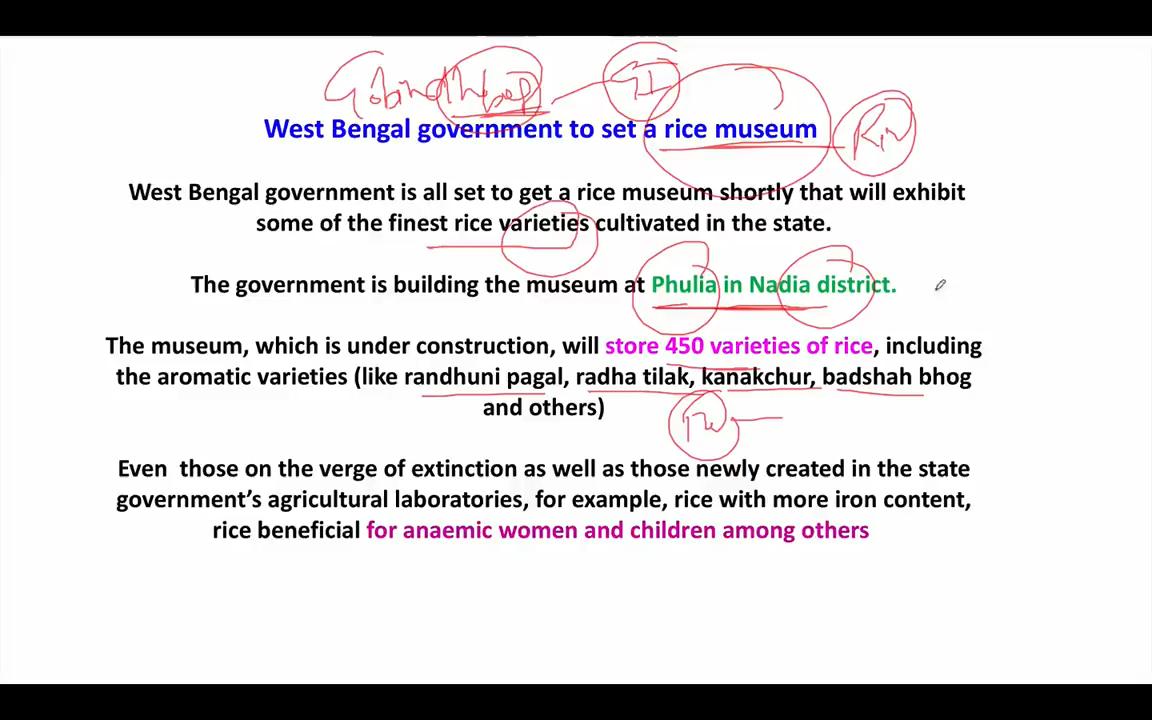 GI
West Bengal government to set a rice museum
West Bengal government is all set to get a rice museum shortly that will exhibit
some of the finest rice varieties cultivated in the state.
The government is building the museum at Phulia in Nadia district.
The museum, which is under construction, will store 450 varieties of rice, including
the aromatic varieties (like randhuni pagal, radha tilak, kanakchur, badshah bhog
and others)
Even  those on the verge of extinction as well as those newly created in the state
government’s agricultural laboratories, for example, rice with more iron content,
rice beneficial for anaemic women and children among others